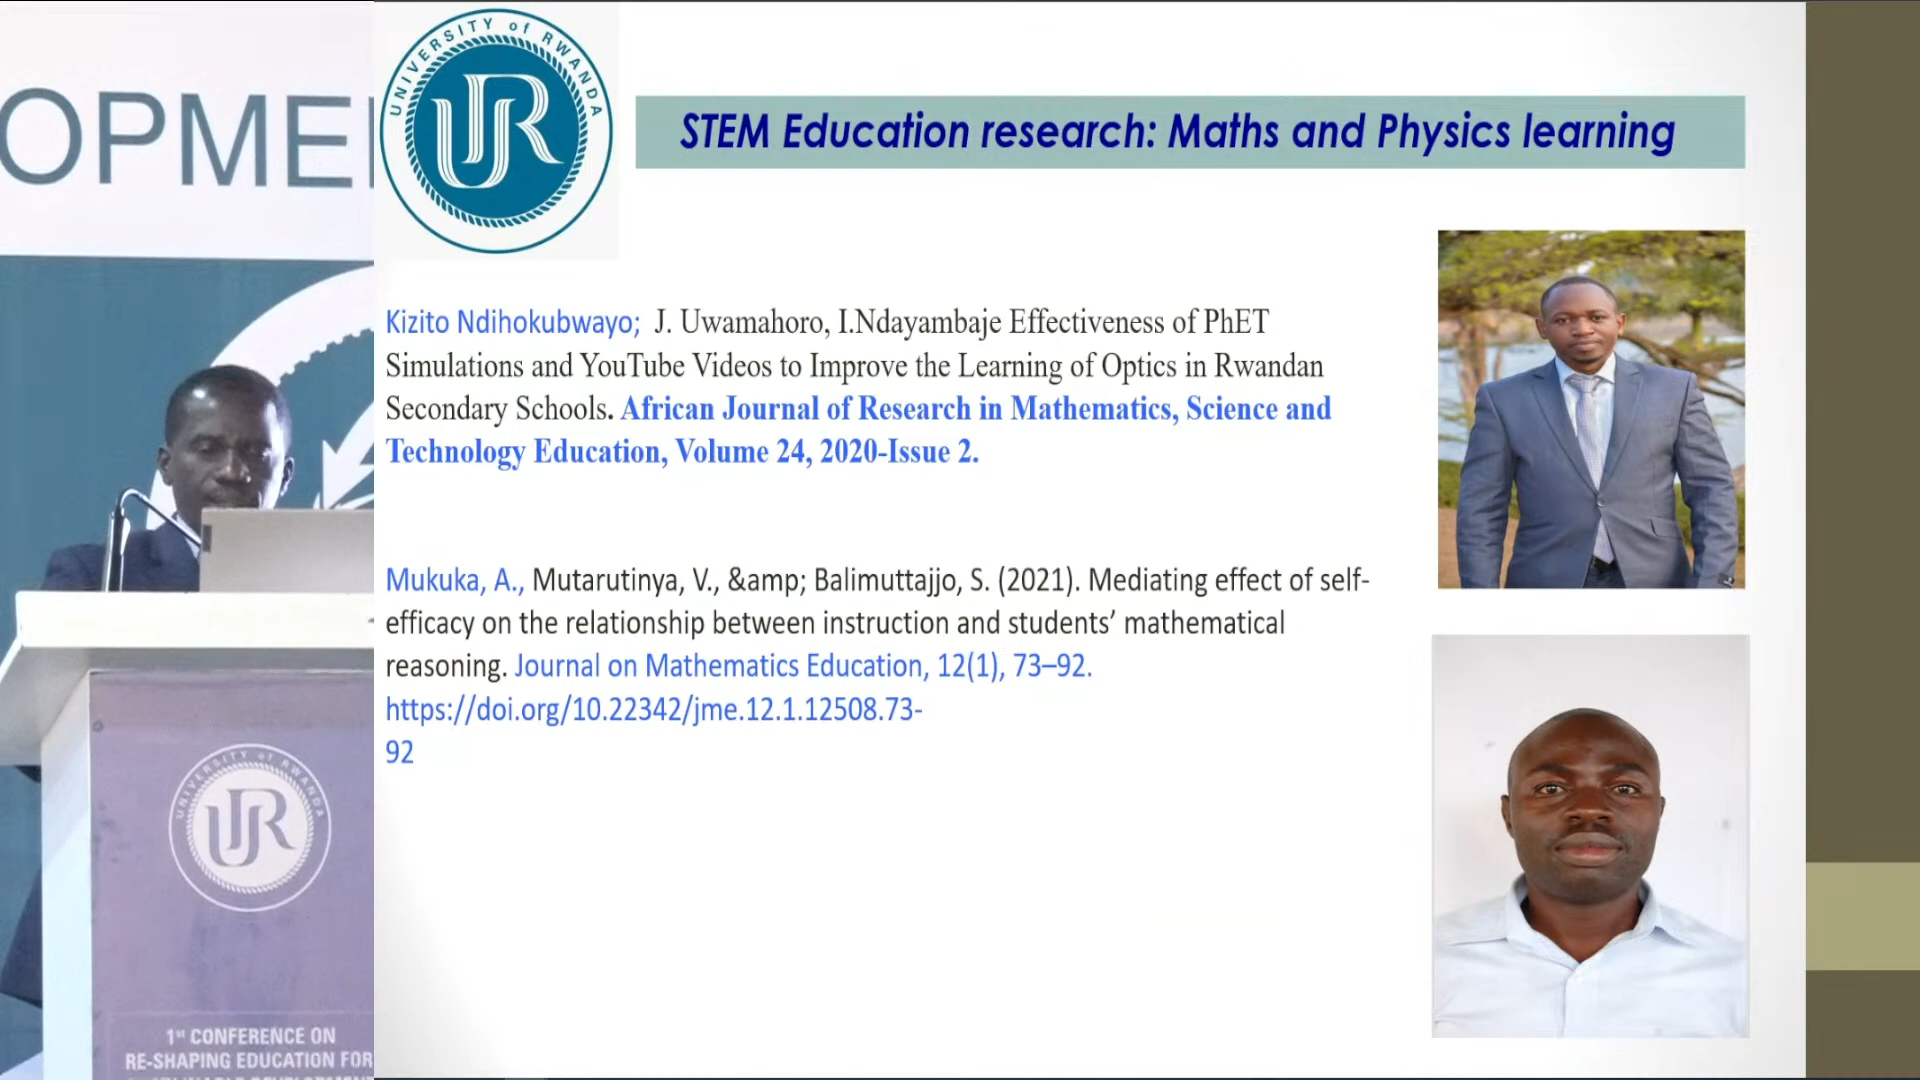 OPME
UNIVERSITY of RWANDA
UR
STEM Education research: Maths and Physics learning
Kizito Ndihokubwayo; J. Uwamahoro, I.Ndayambaje Effectiveness of PhET
Simulations and YouTube Videos to Improve the Learning of Optics in Rwandan
Secondary Schools. African Journal of Research in Mathematics, Science and
Technology Education, Volume 24, 2020-Issue 2.
Mukuka, A., Mutarutinya, V., &amp; Balimuttajjo, S. (2021). Mediating effect of self-
efficacy on the relationship between instruction and students’ mathematical
reasoning. Journal on Mathematics Education, 12(1), 73–92.
https://doi.org/10.22342/jme.12.1.12508.73-
92
UNIVERSITY of RWANDA
UR
1st CONFERENCE ON
RE-SHAPING EDUCATION FOR